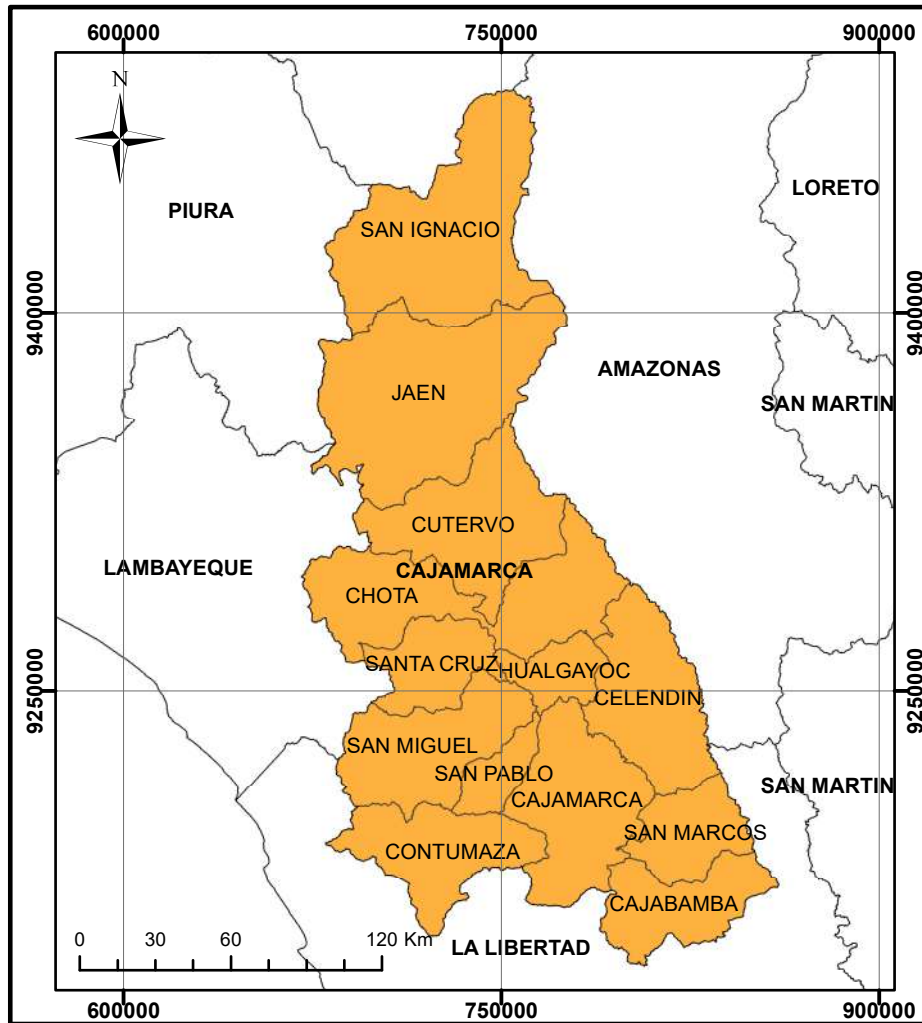 600000 750000 900000
N
LORETO
PIURA
SAN IGNACIO
9400000 9400000
AMAZONAS
JAEN
SAN MARTIN
CUTERVO
LAMBAYEQUE
CAJAMARCA
CHOTA
SANTA CRUZ
HUALGAYOC
9250000 9250000
CELENDIN
SAN MIGUEL
SAN PABLO
SAN MARTIN
CAJAMARCA
SAN MARCOS
CONTUMAZA
CAJABAMBA
0 30 60 120 Km
LA LIBERTAD
600000 750000 900000